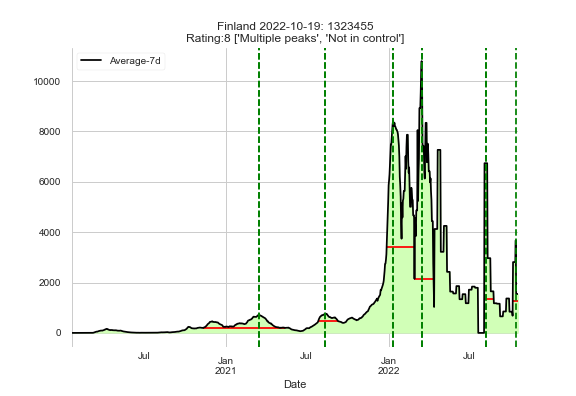 Finland 2022-10-19: 1323455
Rating:8 ['Multiple peaks', 'Not in control']
Average-7d
10000
8000
6000
4000
2000
0
Jul
Jan
2021
Jul
Jan
2022
Jul
Date